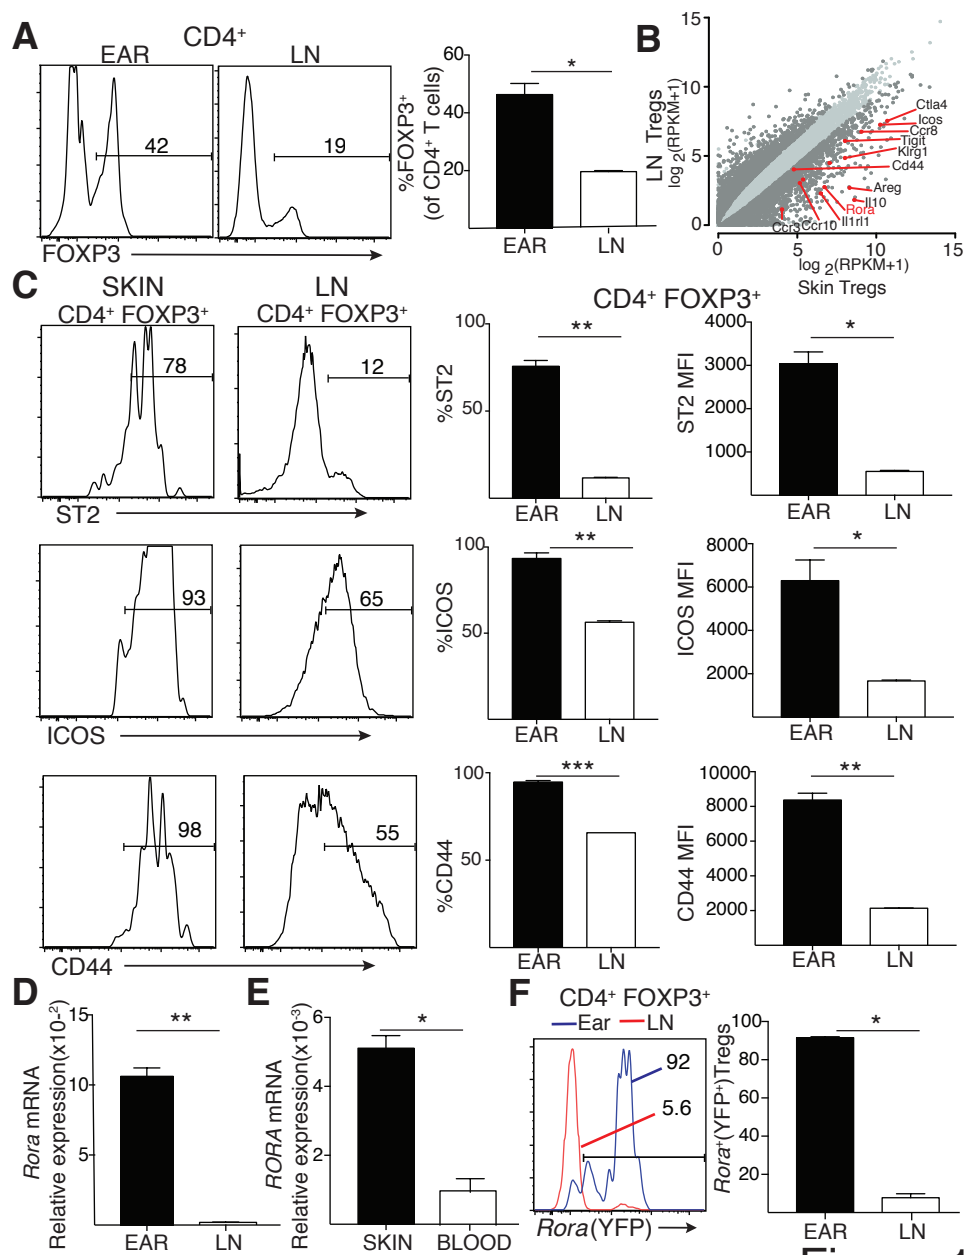 A
CD4+
EAR
LN
42
19
FOXP3
%FOXP3+
(of CD4+ T cells)
60
40
20
*
EAR
LN
B
15
10
5
0
LN Tregs
log2(RPKM+1)
Ctla4
Icos
Ccr8
Tigit
Klrg1
Cd44
Areg
Il10
Rora
Il1rl1
Ccr3
Ccr10
0
5
10
15
log2(RPKM+1)
Skin Tregs
C
SKIN
LN
CD4+ FOXP3+
CD4+ FOXP3+
CD4+ FOXP3+
78
12
ST2
%ST2
100
50
**
EAR
LN
ST2 MFI
4000
3000
2000
1000
*
EAR
LN
93
65
ICOS
%ICOS
100
50
**
EAR
LN
ICOS MFI
8000
6000
4000
2000
*
EAR
LN
98
55
CD44
%CD44
100
50
***
EAR
LN
CD44 MFI
10000
8000
6000
4000
2000
**
EAR
LN
D
Rora mRNA
Relative expression(x10-2)
15
10
5
**
EAR
LN
E
RORA mRNA
Relative expression(x10-3)
6
4
2
*
SKIN
BLOOD
F
CD4+ FOXP3+
Ear
LN
92
5.6
Rora(YFP)
Rora+(YFP+)Tregs
100
80
60
40
20
*
EAR
LN